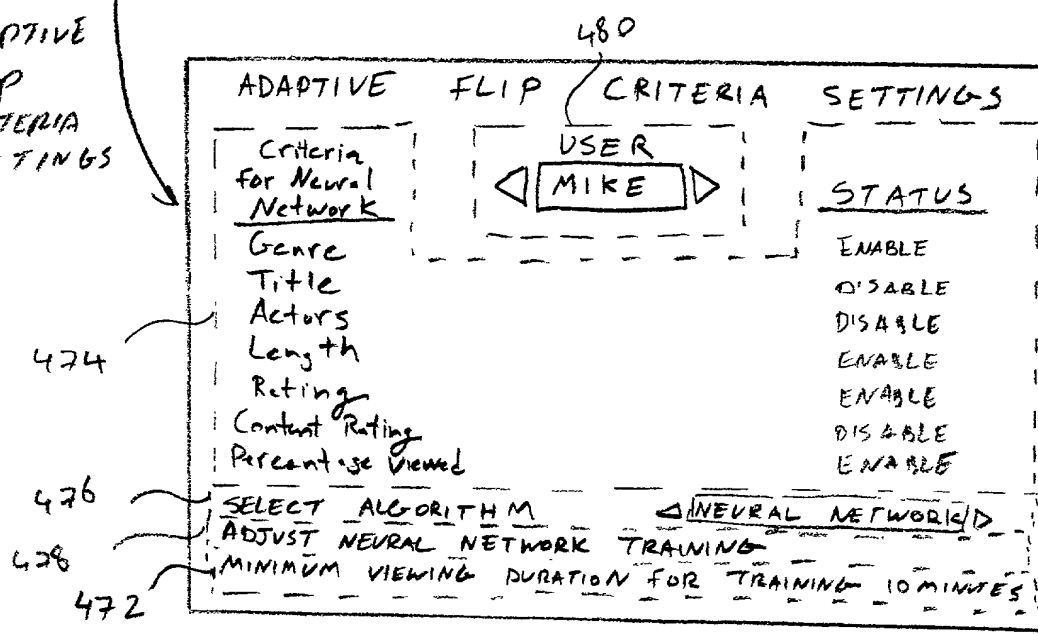 480
ADAPTIVE FLIP CRITERIA SETTINGS
USER
MIKE
Criteria
for Neural
Network
STATUS
Genre ENABLE
Title DISABLE
Actors DISABLE
Length ENABLE
Rating ENABLE
Content Rating DISABLE
Percentage Viewed ENABLE
SELECT ALGORITHM NEURAL NETWORK
ADJUST NEURAL NETWORK TRAINING
MINIMUM VIEWING DURATION FOR TRAINING 10 MINUTES
474
476
478
472